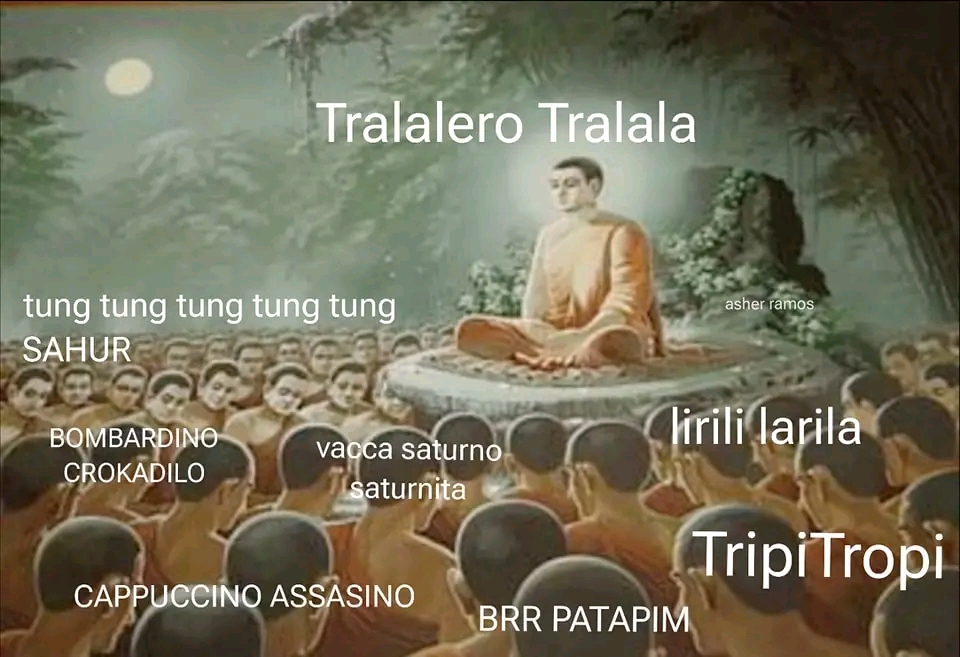 Tralalero Tralala
tung tung tung tung tung
SAHUR
asher ramos
BOMBARDINO
CROKADILO
vacca saturno
saturnita
lirili larila
TripiTropi
CAPPUCCINO ASSASINO
BRR PATAPIM